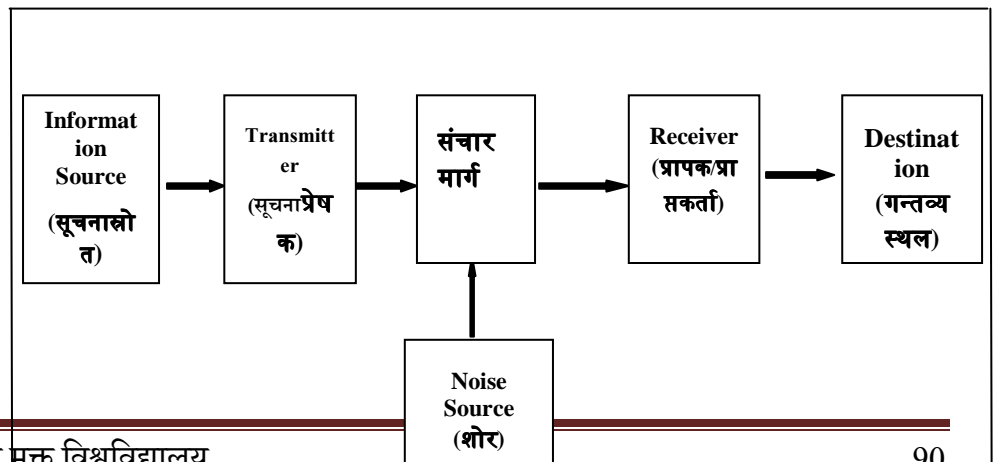 Informat
ion
Source
(सूचनास्रो
त)
Transmitt
er
(सूचनाप्रेष
क)
संचार
मार्ग
Receiver
(प्रापक/प्रा
प्तकर्ता)
Destinat
ion
(गन्तव्य
स्थल)
Noise
Source
(शोर)
मुक्त विश्वविद्यालय
90